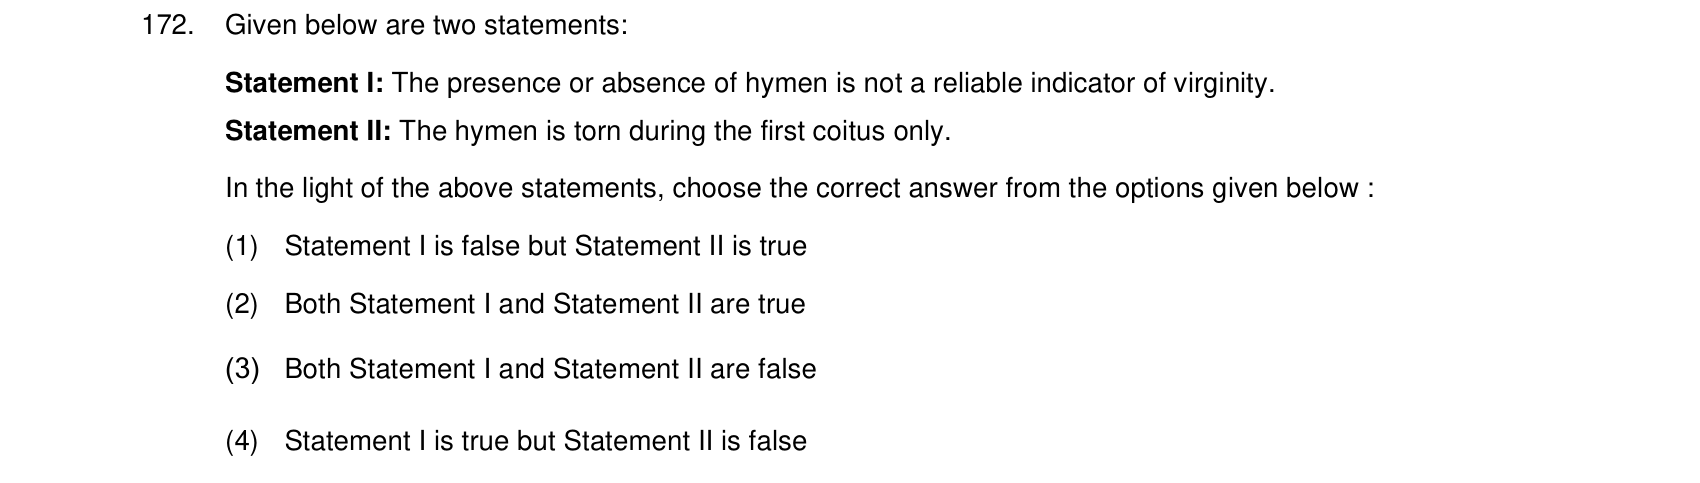 172. Given below are two statements:
Statement I: The presence or absence of hymen is not a reliable indicator of virginity.
Statement II: The hymen is torn during the first coitus only.
In the light of the above statements, choose the correct answer from the options given below :
(1) Statement I is false but Statement II is true
(2) Both Statement I and Statement II are true
(3) Both Statement I and Statement II are false
(4) Statement I is true but Statement II is false